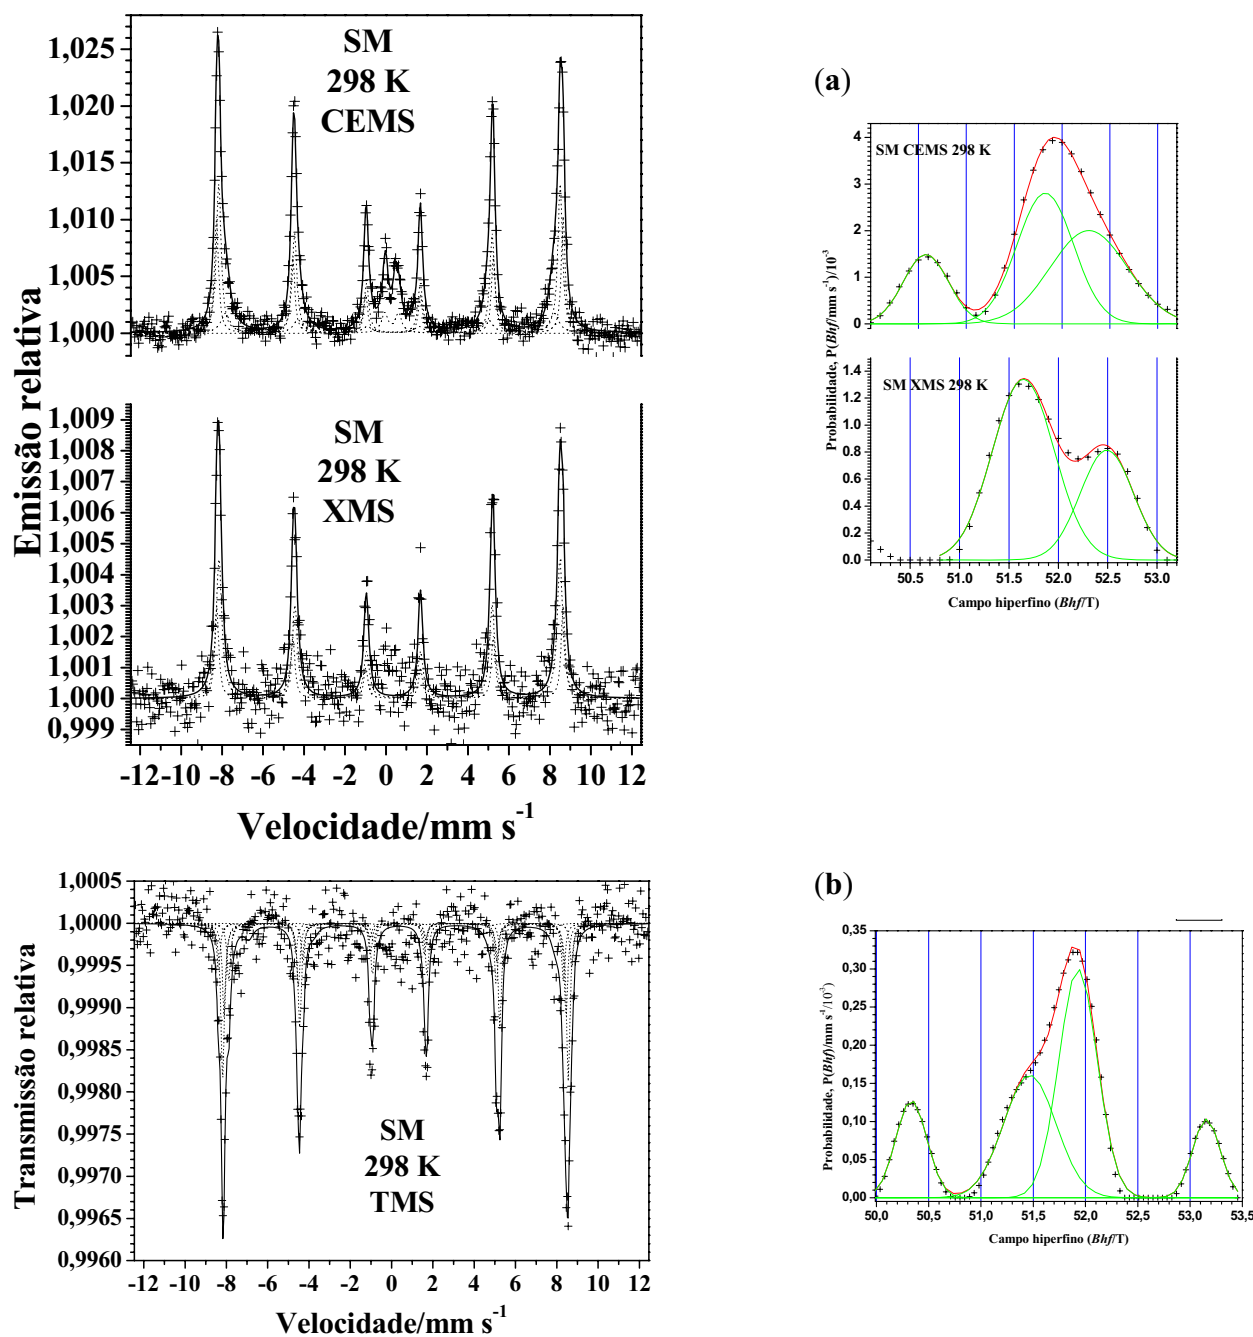 SM
298 K
CEMS
1,025
1,020
1,015
1,010
1,005
1,000
Emissão relativa
SM
298 K
XMS
1,009
1,008
1,007
1,006
1,005
1,004
1,003
1,002
1,001
1,000
0,999
-12 -10 -8 -6 -4 -2 0 2 4 6 8 10 12
Velocidade/mm s-1
(a)
SM CEMS 298 K
4
3
2
1
0
Probabilidade, P(Bhf/mm s-1)/10-3
SM XMS 298 K
1.4
1.2
1.0
0.8
0.6
0.4
0.2
0.0
50.5 51.0 51.5 52.0 52.5 53.0
Campo hiperfino (Bhf/T)
1,0005
1,0000
0,9995
0,9990
0,9985
0,9980
0,9975
0,9970
0,9965
0,9960
Transmissão relativa
SM
298 K
TMS
-12 -10 -8 -6 -4 -2 0 2 4 6 8 10 12
Velocidade/mm s-1
(b)
0,35
0,30
0,25
0,20
0,15
0,10
0,05
0,00
Probabilidade, P(Bhf)/mm s-1/10-3)
50,0 50,5 51,0 51,5 52,0 52,5 53,0 53,5
Campo hiperfino (Bhf/T)